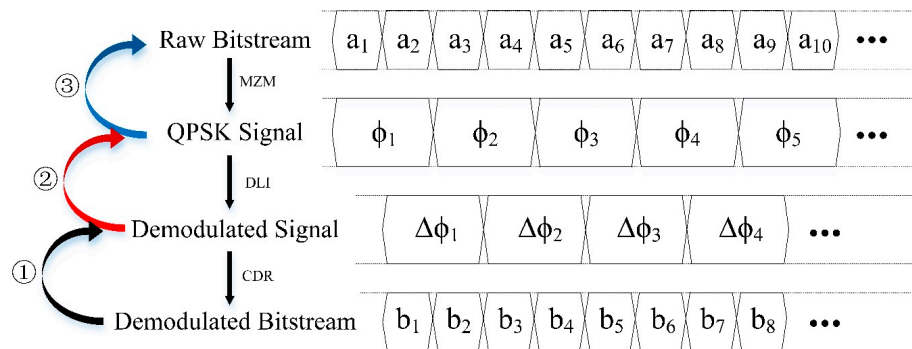 Raw Bitstream a₁ a₂ a₃ a₄ a₅ a₆ a₇ a₈ a₉ a₁₀ •••
③ MZM
QPSK Signal ϕ₁ ϕ₂ ϕ₃ ϕ₄ ϕ₅ •••
② DLI
Demodulated Signal Δϕ₁ Δϕ₂ Δϕ₃ Δϕ₄ •••
① CDR
Demodulated Bitstream b₁ b₂ b₃ b₄ b₅ b₆ b₇ b₈ •••